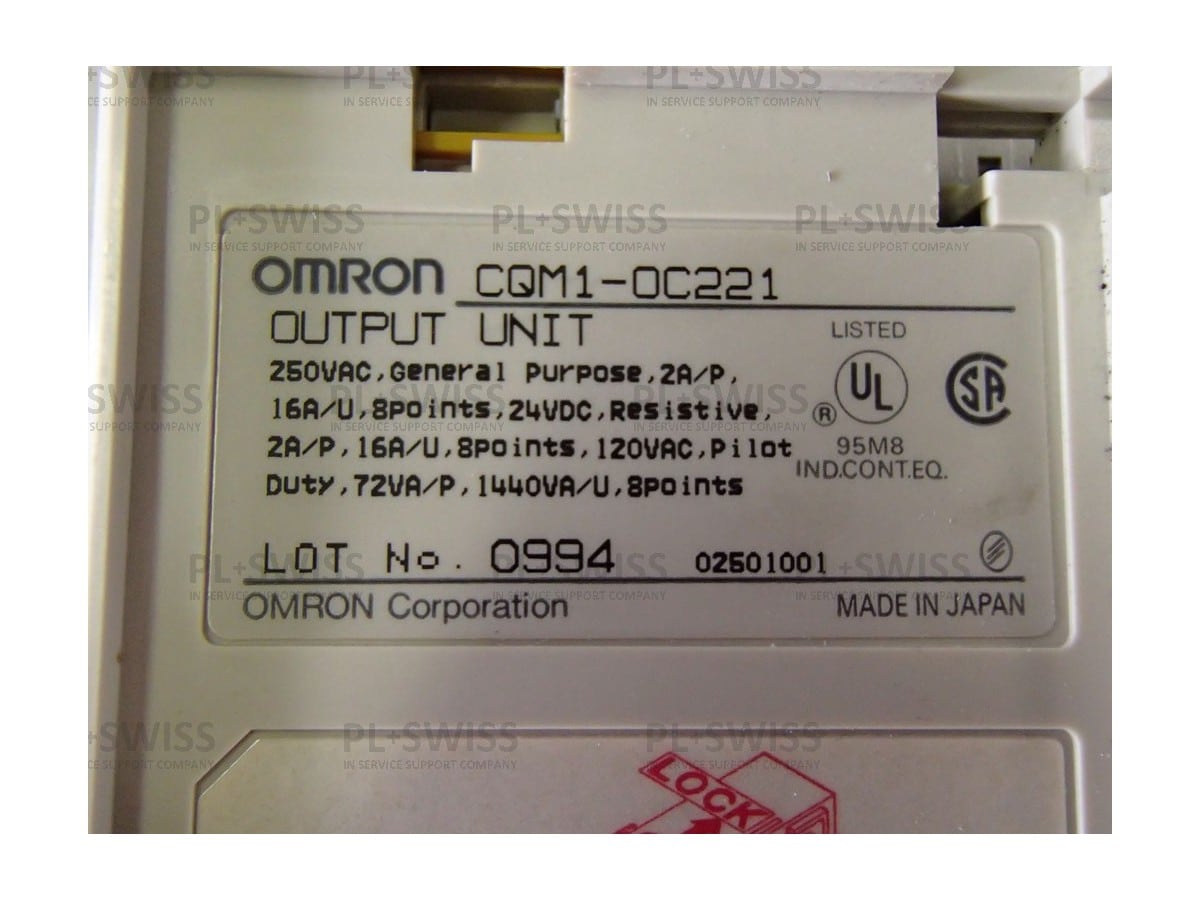 OMRON CQM1-OC221
OUTPUT UNIT
250VAC,General Purpose,2A/P,
16A/U,8points,24VDC,Resistive,
2A/P,16A/U,8points,120VAC,Pilot
Duty,72VA/P,1440VA/U,8points
LISTED
UL
®
SA
95M8
IND.CONT.EQ.
LOT No. 0994 02501001
OMRON Corporation MADE IN JAPAN
LOCK
PL+SWISS
IN SERVICE SUPPORT COMPANY